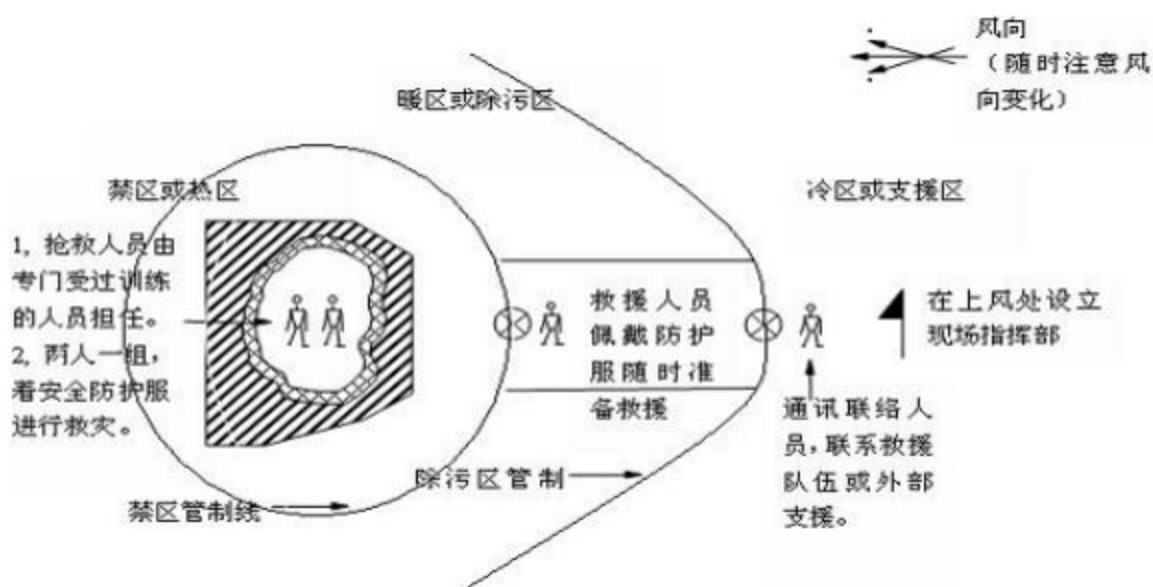 风向
（随时注意风
向变化）
暖区或除污区
禁区或热区
冷区或支援区
1, 抢救人员由
专门受过训练
的人员担任。
2, 两人一组，
着安全防护服
进行救灾。
救援人员
佩戴防护
服随时准
备救援
在上风处设立
现场指挥部
通讯联络人
员，联系救援
队伍或外部
支援。
除污区管制
禁区管制线